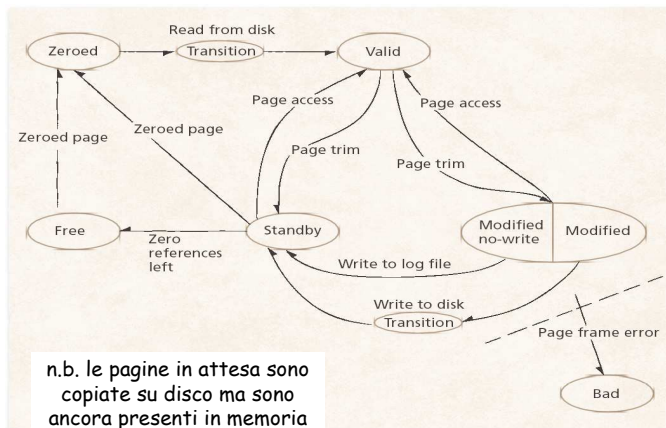 Read from disk
Zeroed
Transition
Valid
Page access
Page access
Zeroed page
Zeroed page
Page trim
Page trim
Free
Standby
Modified
no-write
Modified
Zero
references
left
Write to log file
Write to disk
Transition
Page frame error
Bad
n.b. le pagine in attesa sono
copiate su disco ma sono
ancora presenti in memoria